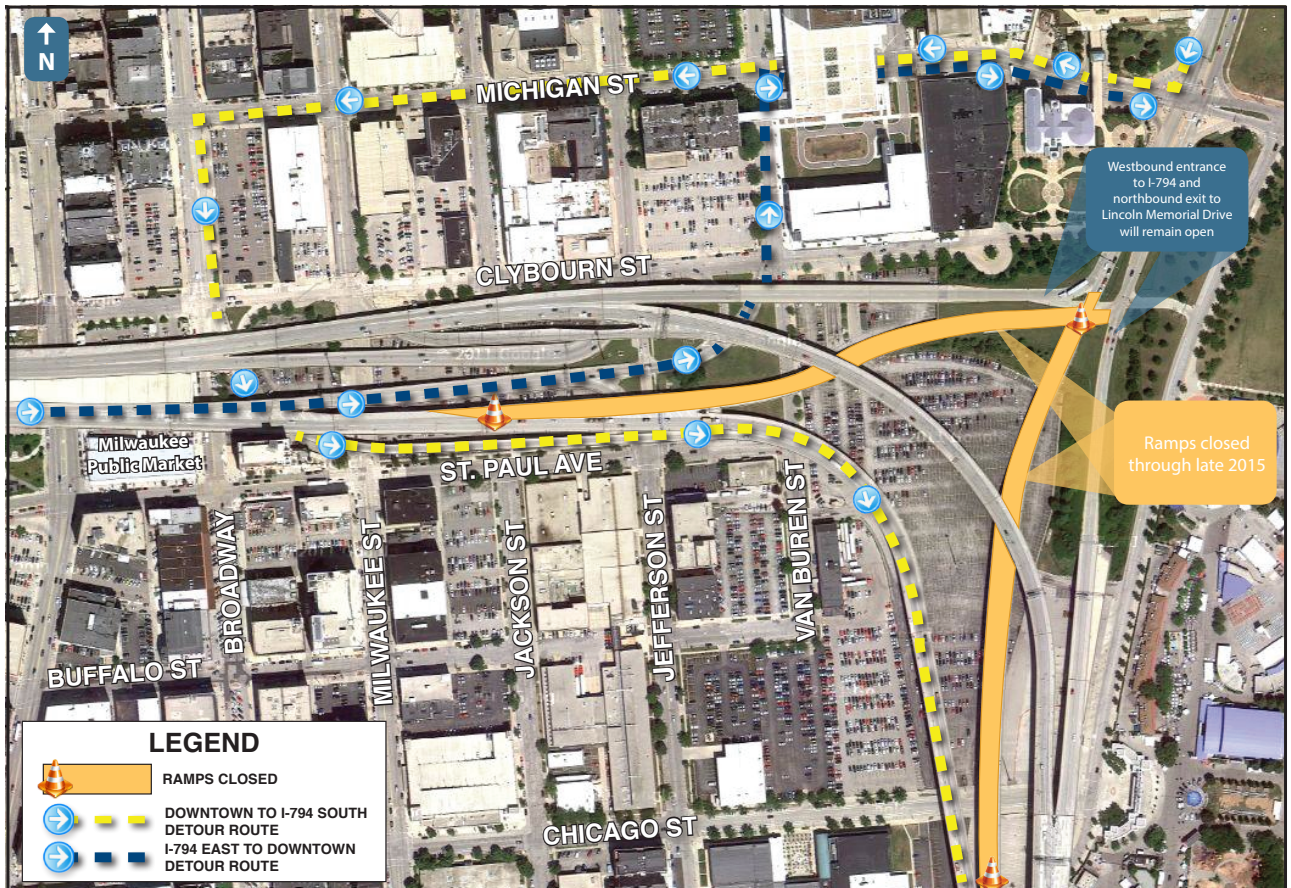 N
MICHIGAN ST
Westbound entrance
to I-794 and
northbound exit to
Lincoln Memorial Drive
will remain open
CLYBOURN ST
2011 Google
Milwaukee
Public Market
ST. PAUL AVE
Ramps closed
through late 2015
BROADWAY
MILWAUKEE ST
JACKSON ST
JEFFERSON ST
VAN BUREN ST
BUFFALO ST
CHICAGO ST
LEGEND
RAMPS CLOSED
DOWNTOWN TO I-794 SOUTH
DETOUR ROUTE
I-794 EAST TO DOWNTOWN
DETOUR ROUTE